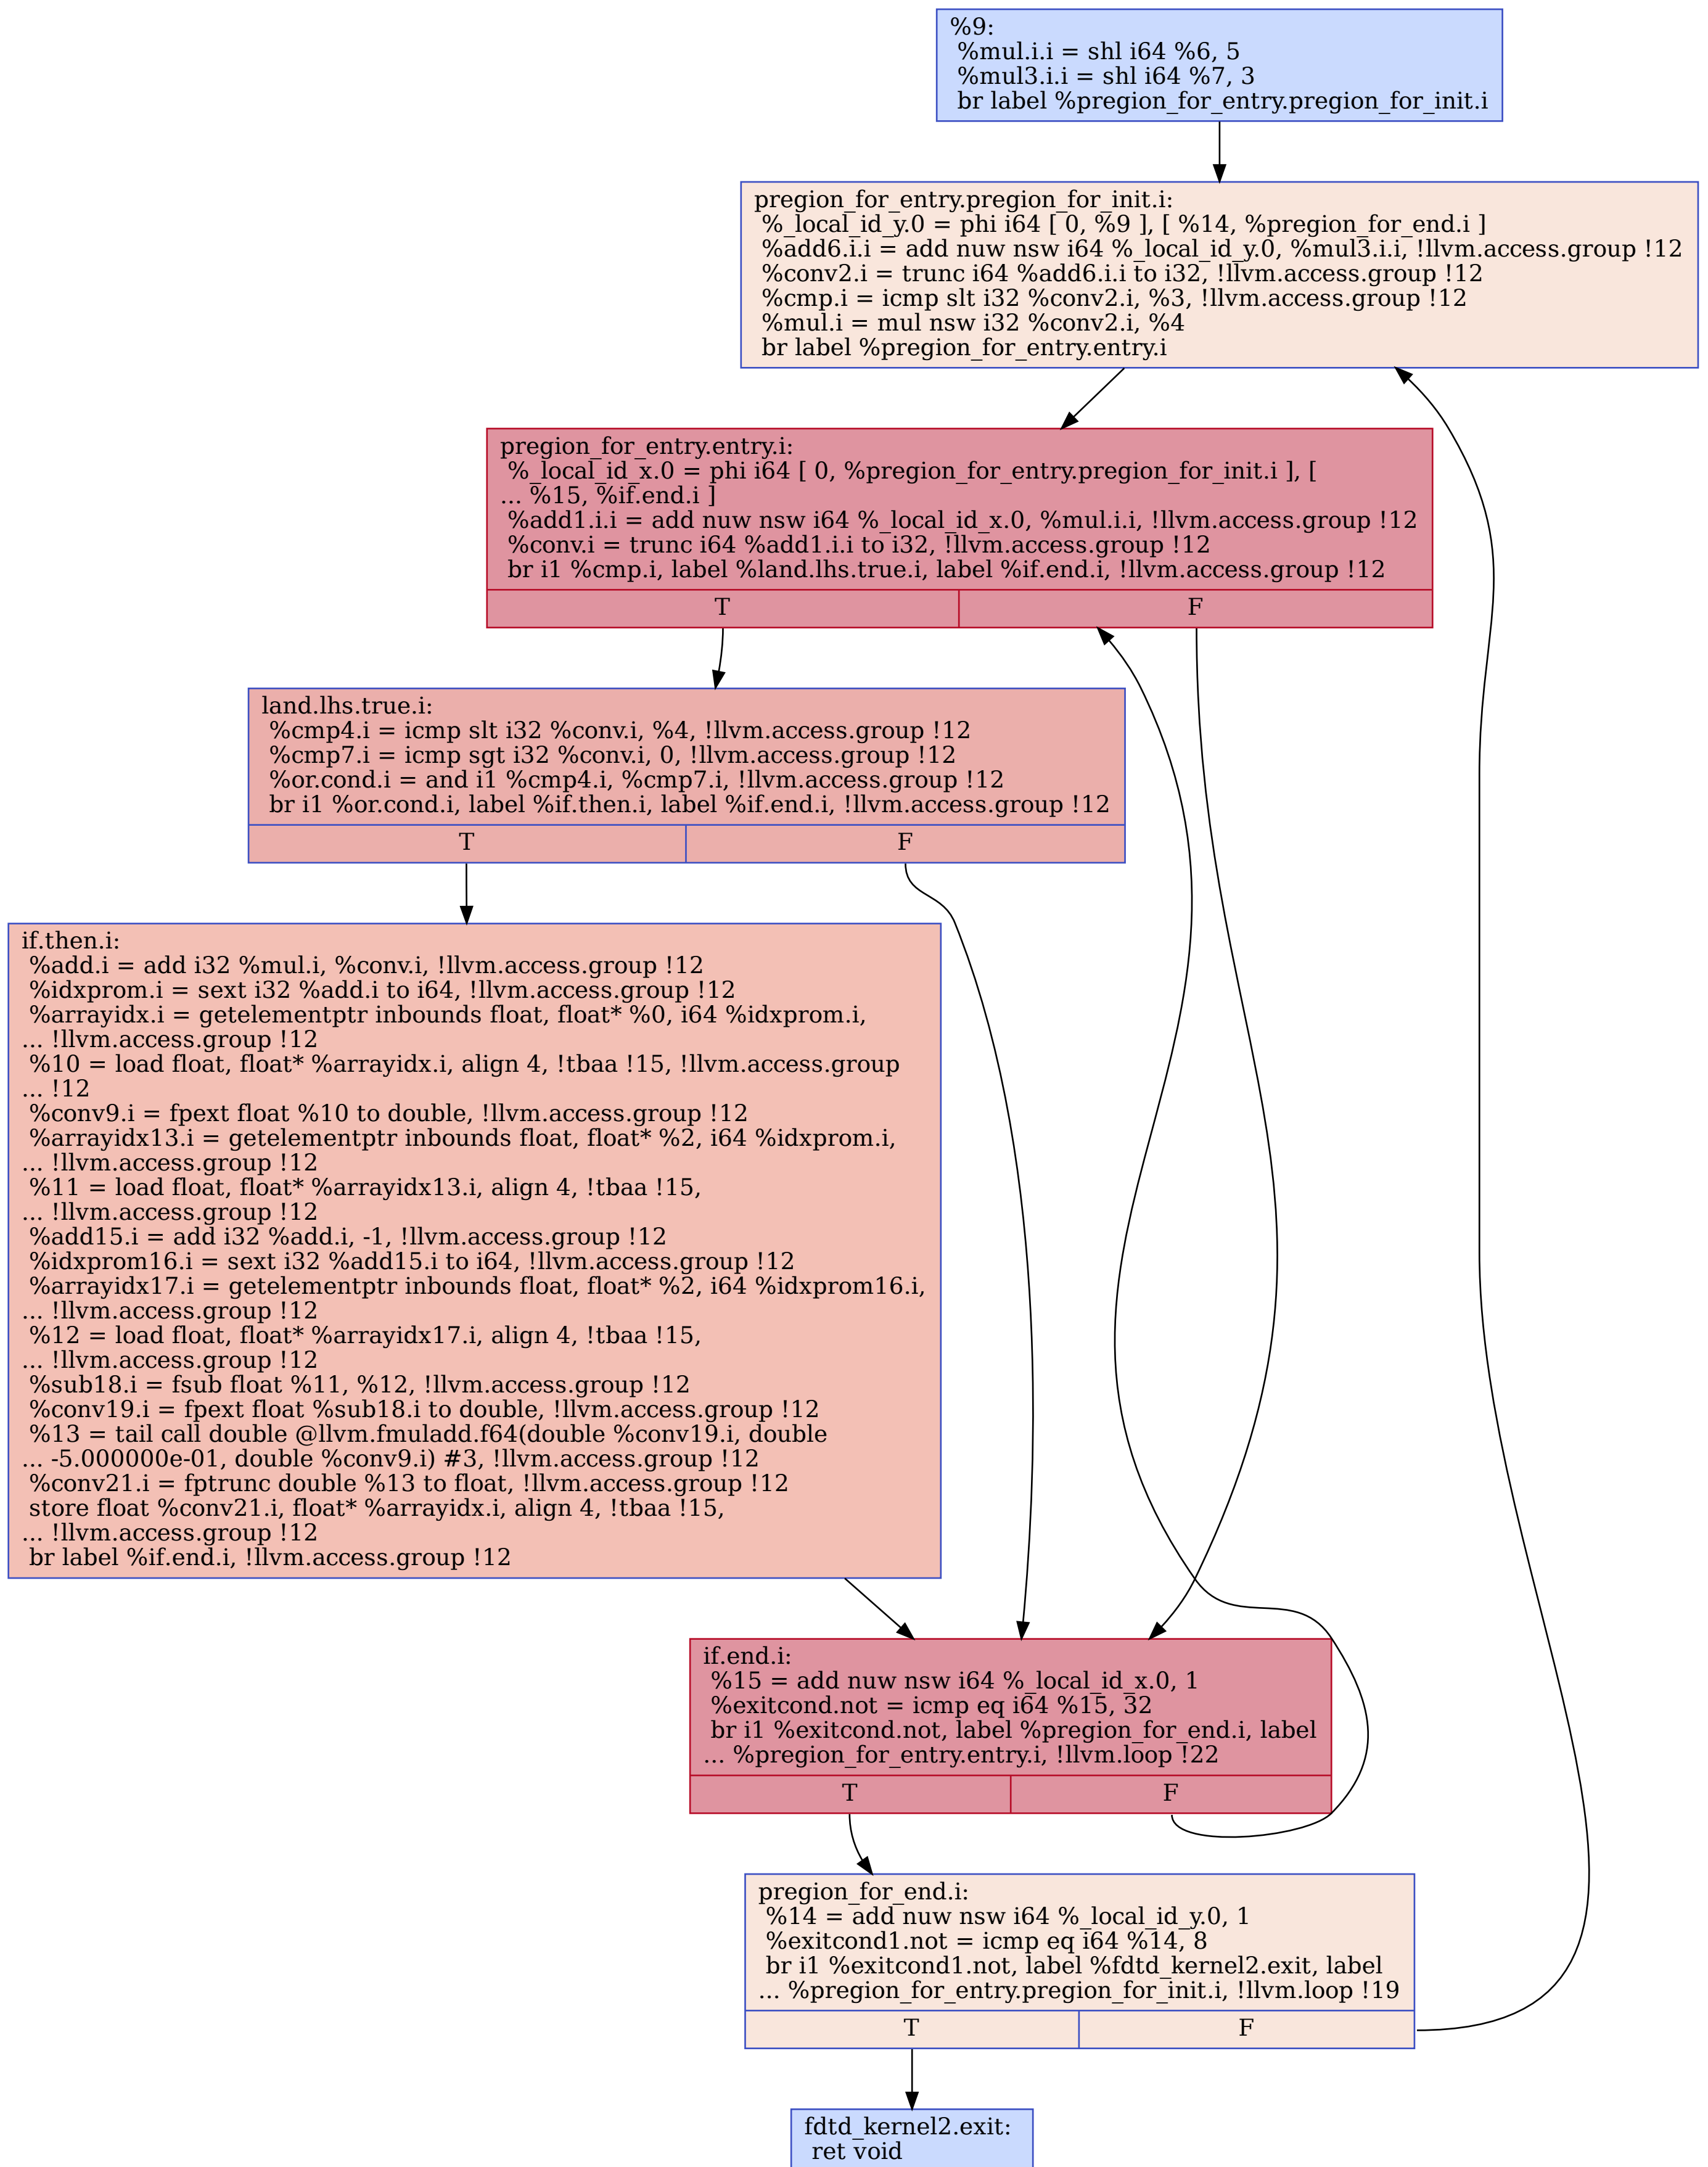 %9:
%mul.i.i = shl i64 %6, 5
%mul3.i.i = shl i64 %7, 3
br label %pregion_for_entry.pregion_for_init.i
pregion_for_entry.pregion_for_init.i:
%_local_id_y.0 = phi i64 [ 0, %9 ], [ %14, %pregion_for_end.i ]
%add6.i.i = add nuw nsw i64 %_local_id_y.0, %mul3.i.i, !llvm.access.group !12
%conv2.i = trunc i64 %add6.i.i to i32, !llvm.access.group !12
%cmp.i = icmp slt i32 %conv2.i, %3, !llvm.access.group !12
%mul.i = mul nsw i32 %conv2.i, %4
br label %pregion_for_entry.entry.i
pregion_for_entry.entry.i:
%_local_id_x.0 = phi i64 [ 0, %pregion_for_entry.pregion_for_init.i ], [
... %15, %if.end.i ]
%add1.i.i = add nuw nsw i64 %_local_id_x.0, %mul.i.i, !llvm.access.group !12
%conv.i = trunc i64 %add1.i.i to i32, !llvm.access.group !12
br i1 %cmp.i, label %land.lhs.true.i, label %if.end.i, !llvm.access.group !12
T F
land.lhs.true.i:
%cmp4.i = icmp slt i32 %conv.i, %4, !llvm.access.group !12
%cmp7.i = icmp sgt i32 %conv.i, 0, !llvm.access.group !12
%or.cond.i = and i1 %cmp4.i, %cmp7.i, !llvm.access.group !12
br i1 %or.cond.i, label %if.then.i, label %if.end.i, !llvm.access.group !12
T F
if.then.i:
%add.i = add i32 %mul.i, %conv.i, !llvm.access.group !12
%idxprom.i = sext i32 %add.i to i64, !llvm.access.group !12
%arrayidx.i = getelementptr inbounds float, float* %0, i64 %idxprom.i,
... !llvm.access.group !12
%10 = load float, float* %arrayidx.i, align 4, !tbaa !15, !llvm.access.group
... !12
%conv9.i = fpext float %10 to double, !llvm.access.group !12
%arrayidx13.i = getelementptr inbounds float, float* %2, i64 %idxprom.i,
... !llvm.access.group !12
%11 = load float, float* %arrayidx13.i, align 4, !tbaa !15,
... !llvm.access.group !12
%add15.i = add i32 %add.i, -1, !llvm.access.group !12
%idxprom16.i = sext i32 %add15.i to i64, !llvm.access.group !12
%arrayidx17.i = getelementptr inbounds float, float* %2, i64 %idxprom16.i,
... !llvm.access.group !12
%12 = load float, float* %arrayidx17.i, align 4, !tbaa !15,
... !llvm.access.group !12
%sub18.i = fsub float %11, %12, !llvm.access.group !12
%conv19.i = fpext float %sub18.i to double, !llvm.access.group !12
%13 = tail call double @llvm.fmuladd.f64(double %conv19.i, double
... -5.000000e-01, double %conv9.i) #3, !llvm.access.group !12
%conv21.i = fptrunc double %13 to float, !llvm.access.group !12
store float %conv21.i, float* %arrayidx.i, align 4, !tbaa !15,
... !llvm.access.group !12
br label %if.end.i, !llvm.access.group !12
if.end.i:
%15 = add nuw nsw i64 %_local_id_x.0, 1
%exitcond.not = icmp eq i64 %15, 32
br i1 %exitcond.not, label %pregion_for_end.i, label
... %pregion_for_entry.entry.i, !llvm.loop !22
T F
pregion_for_end.i:
%14 = add nuw nsw i64 %_local_id_y.0, 1
%exitcond1.not = icmp eq i64 %14, 8
br i1 %exitcond1.not, label %fdtd_kernel2.exit, label
... %pregion_for_entry.pregion_for_init.i, !llvm.loop !19
T F
fdtd_kernel2.exit:
ret void